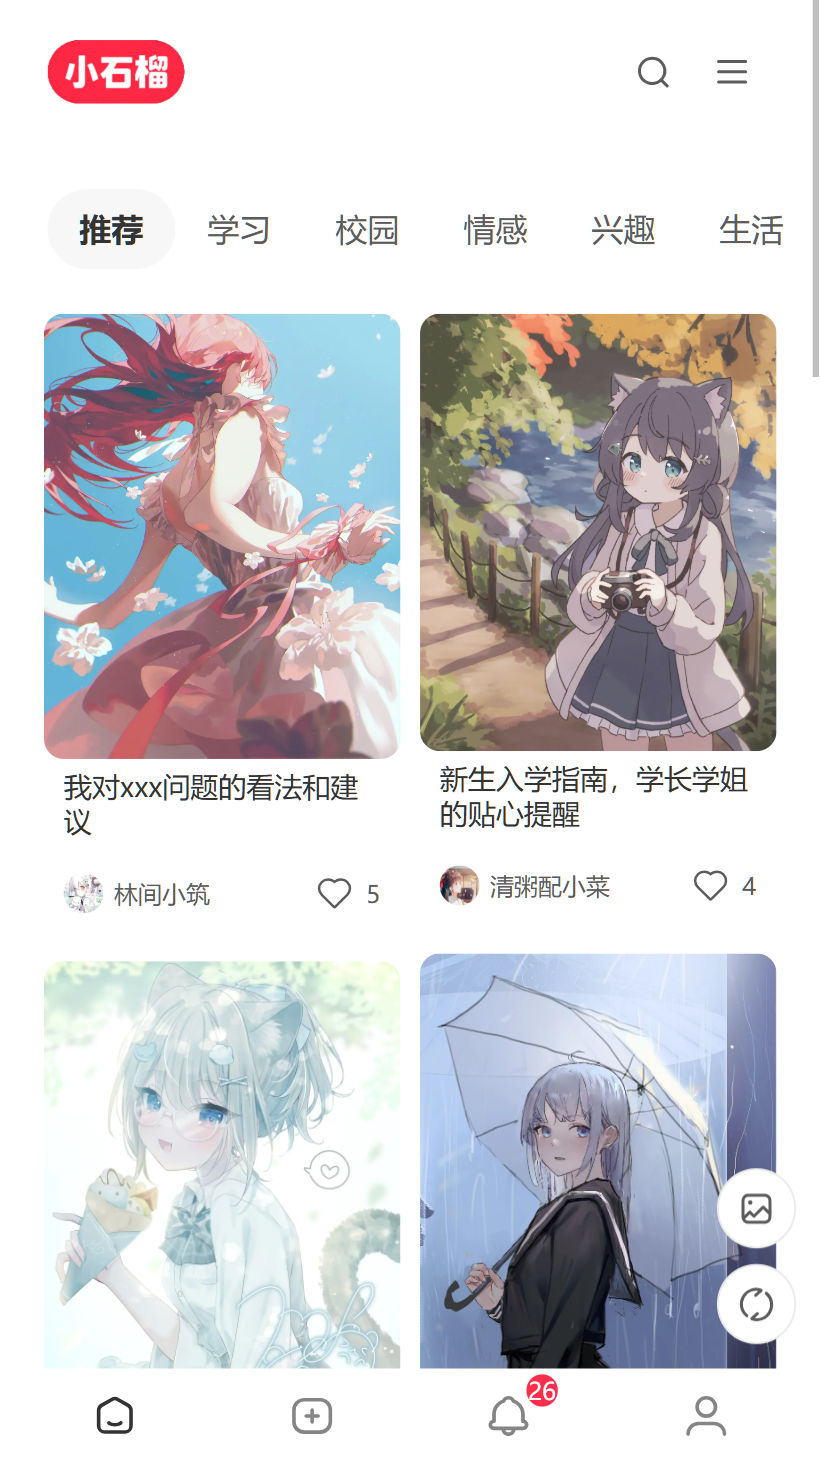 小石榴
推荐 学习 校园 情感 兴趣 生活
我对xxx问题的看法和建
议
林间小筑 5
新生入学指南，学长学姐
的贴心提醒
清粥配小菜 4
26